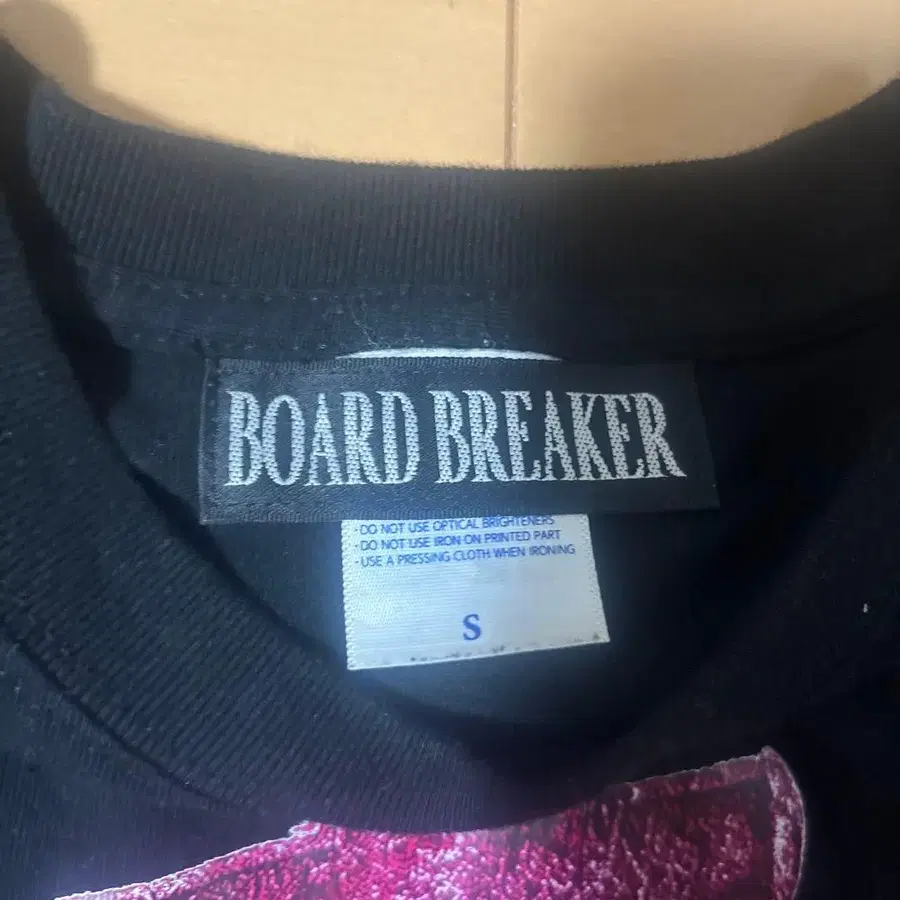 BOARD BREAKER
· DO NOT USE OPTICAL BRIGHTENERS
· DO NOT USE IRON ON PRINTED PART
· USE A PRESSING CLOTH WHEN IRONING
S